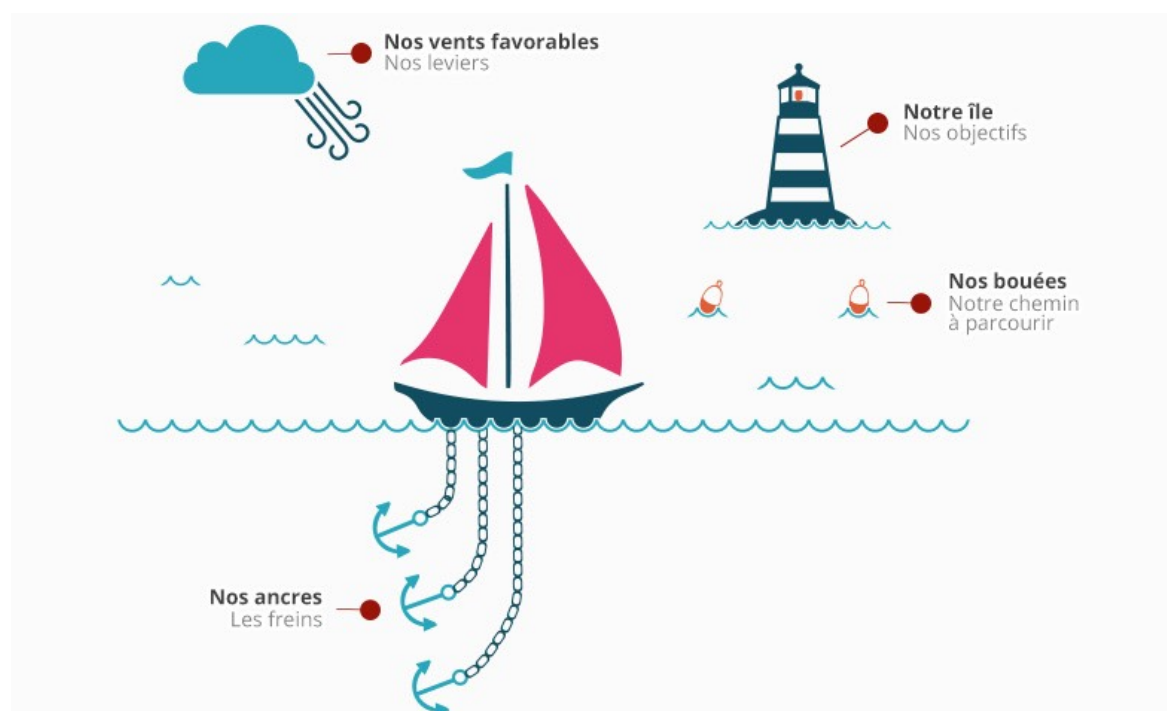 Nos vents favorables
Nos leviers
Notre île
Nos objectifs
Nos bouées
Notre chemin
à parcourir
Nos ancres
Les freins